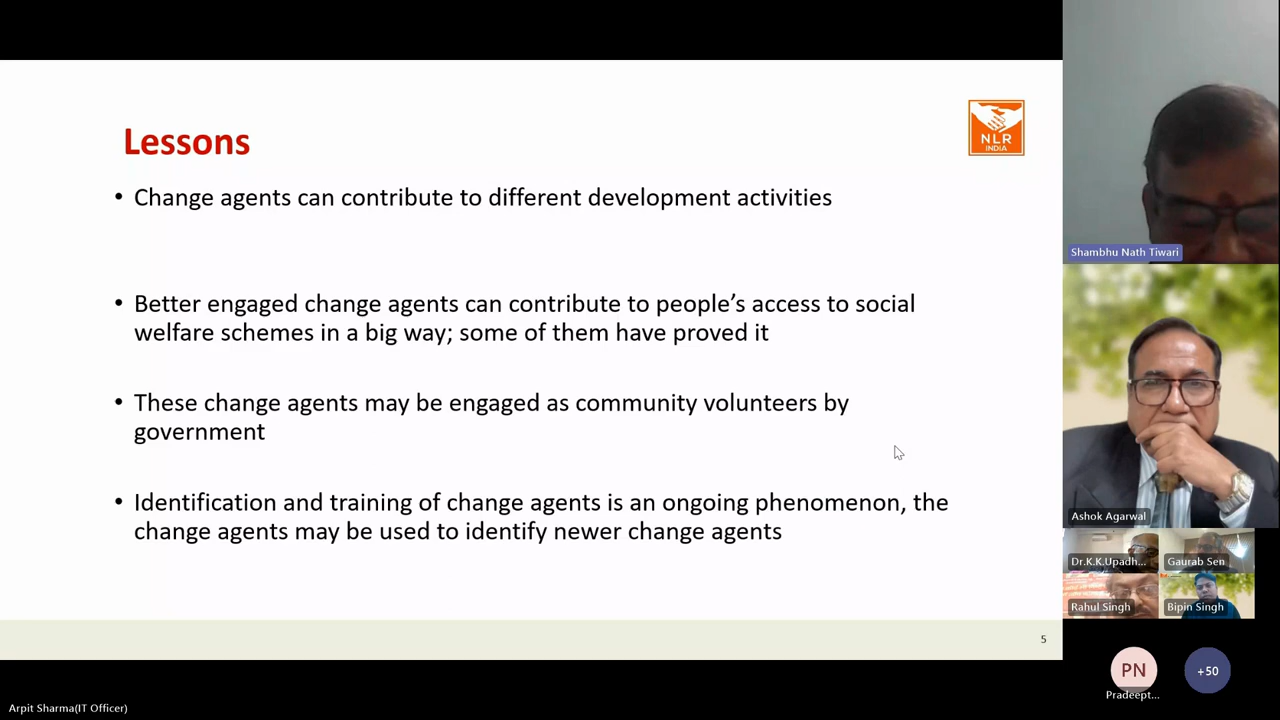 Lessons
NLR
INDIA
• Change agents can contribute to different development activities
• Better engaged change agents can contribute to people’s access to social
welfare schemes in a big way; some of them have proved it
• These change agents may be engaged as community volunteers by
government
• Identification and training of change agents is an ongoing phenomenon, the
change agents may be used to identify newer change agents
5
Shambhu Nath Tiwari
Ashok Agarwal
Dr.K.K.Upadh...
Gaurab Sen
Rahul Singh
Bipin Singh
PN
+50
Pradeept...
Arpit Sharma(IT Officer)